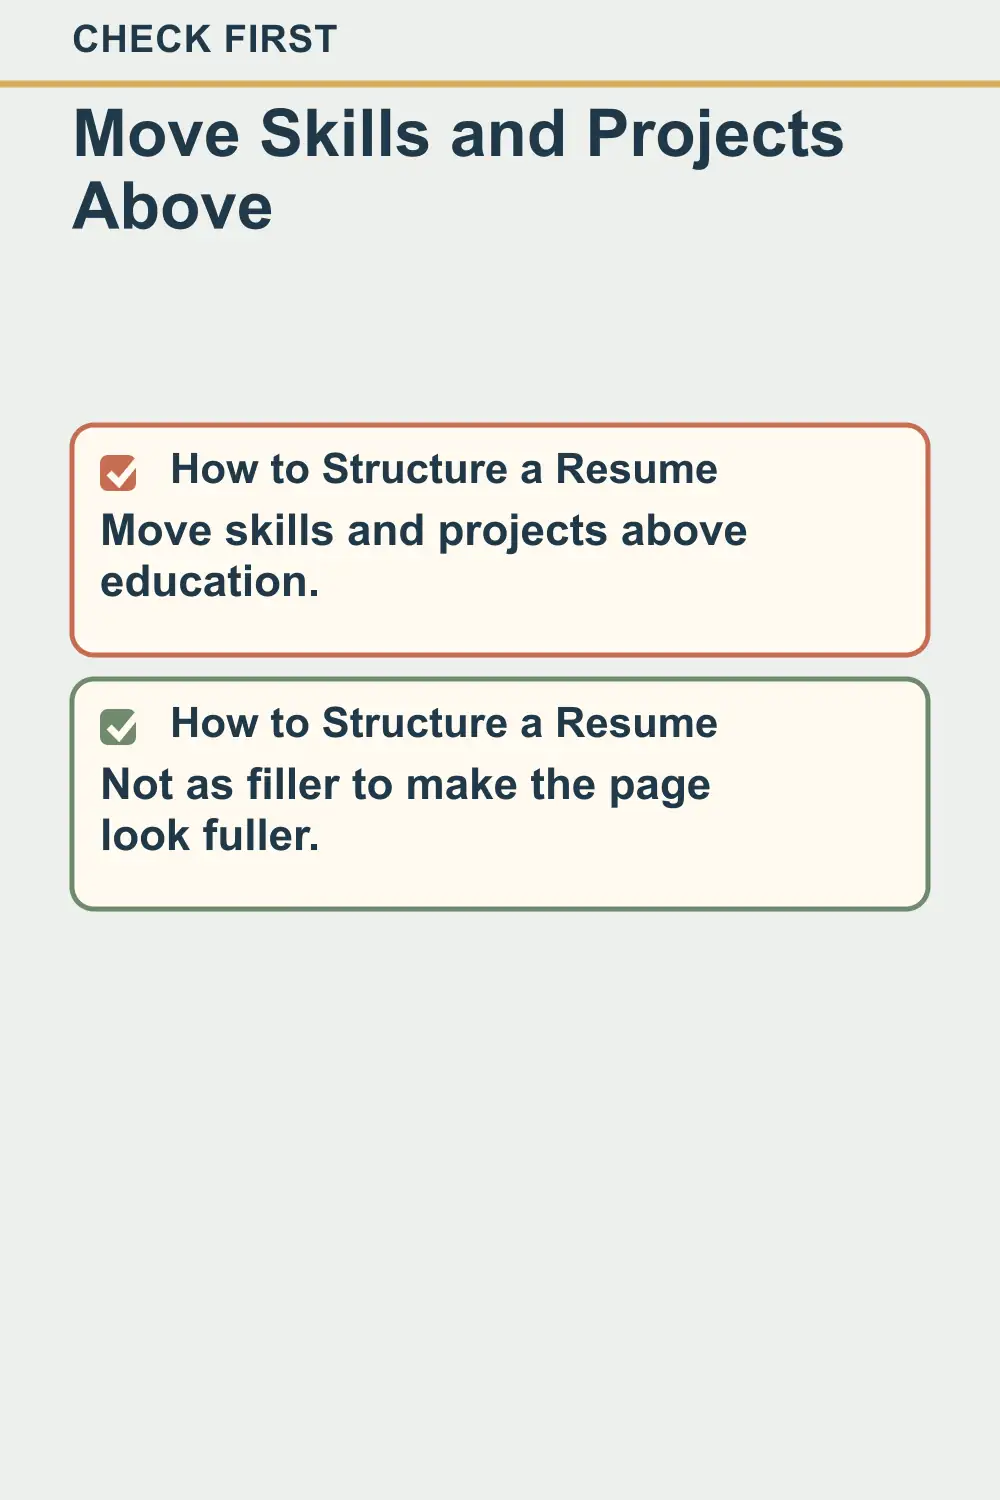 CHECK FIRST
Move Skills and Projects
Above
How to Structure a Resume
Move skills and projects above
education.
How to Structure a Resume
Not as filler to make the page
look fuller.